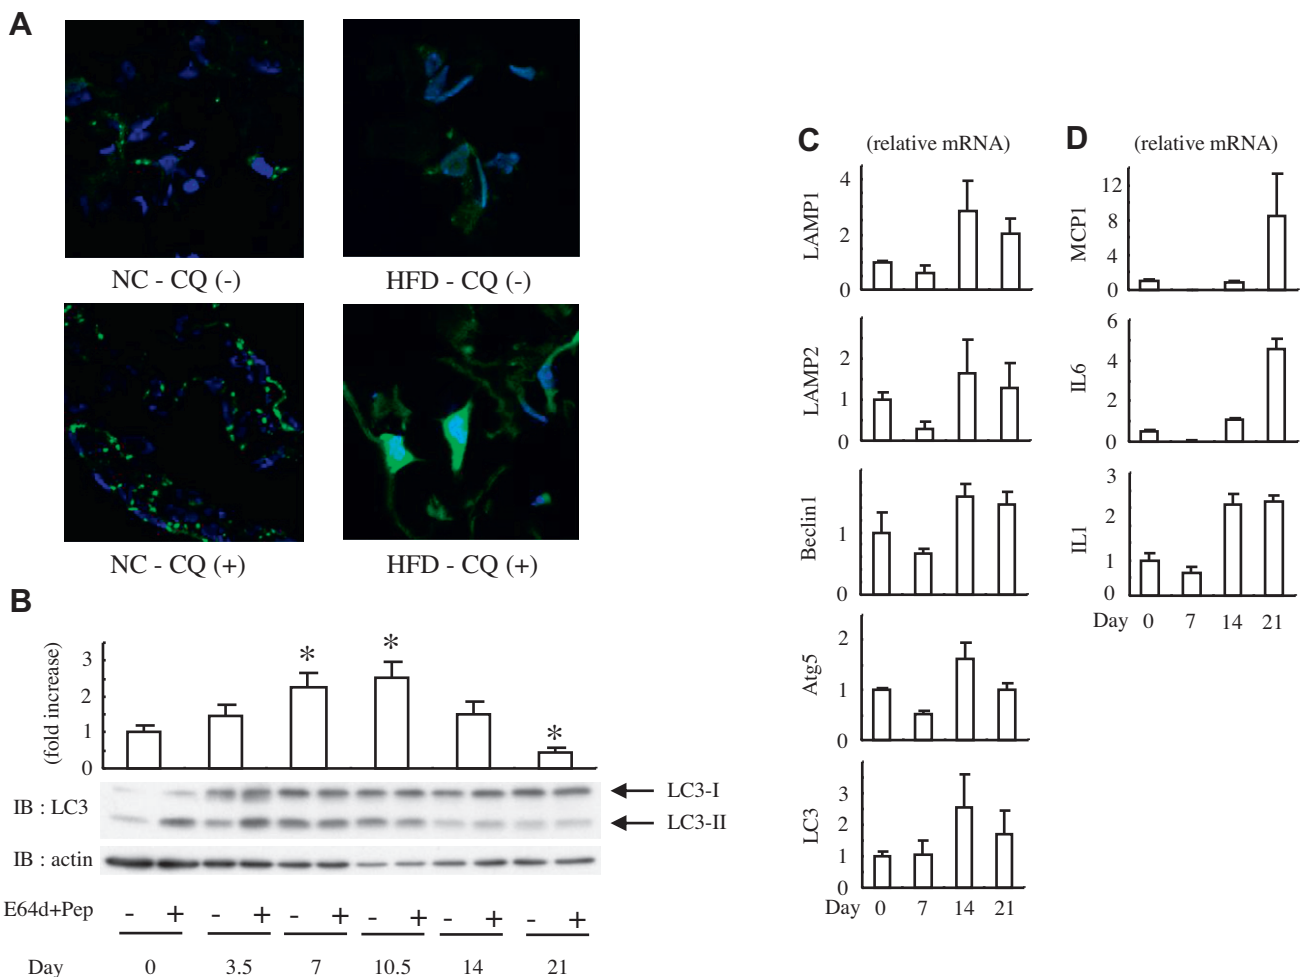 A
NC - CQ (-)
HFD - CQ (-)
NC - CQ (+)
HFD - CQ (+)
B
(fold increase)
3
2
1
0
* * *
IB : LC3
LC3-I
LC3-II
IB : actin
E64d+Pep - + - + - + - + - + - +
Day 0 3.5 7 10.5 14 21
C
(relative mRNA)
LAMP1
4
2
0
LAMP2
2
1
0
Beclin1
1
0
Atg5
2
1
0
LC3
3
2
1
0
Day 0 7 14 21
D
(relative mRNA)
MCP1
12
8
4
0
IL6
6
4
2
0
IL1
3
2
1
0
Day 0 7 14 21